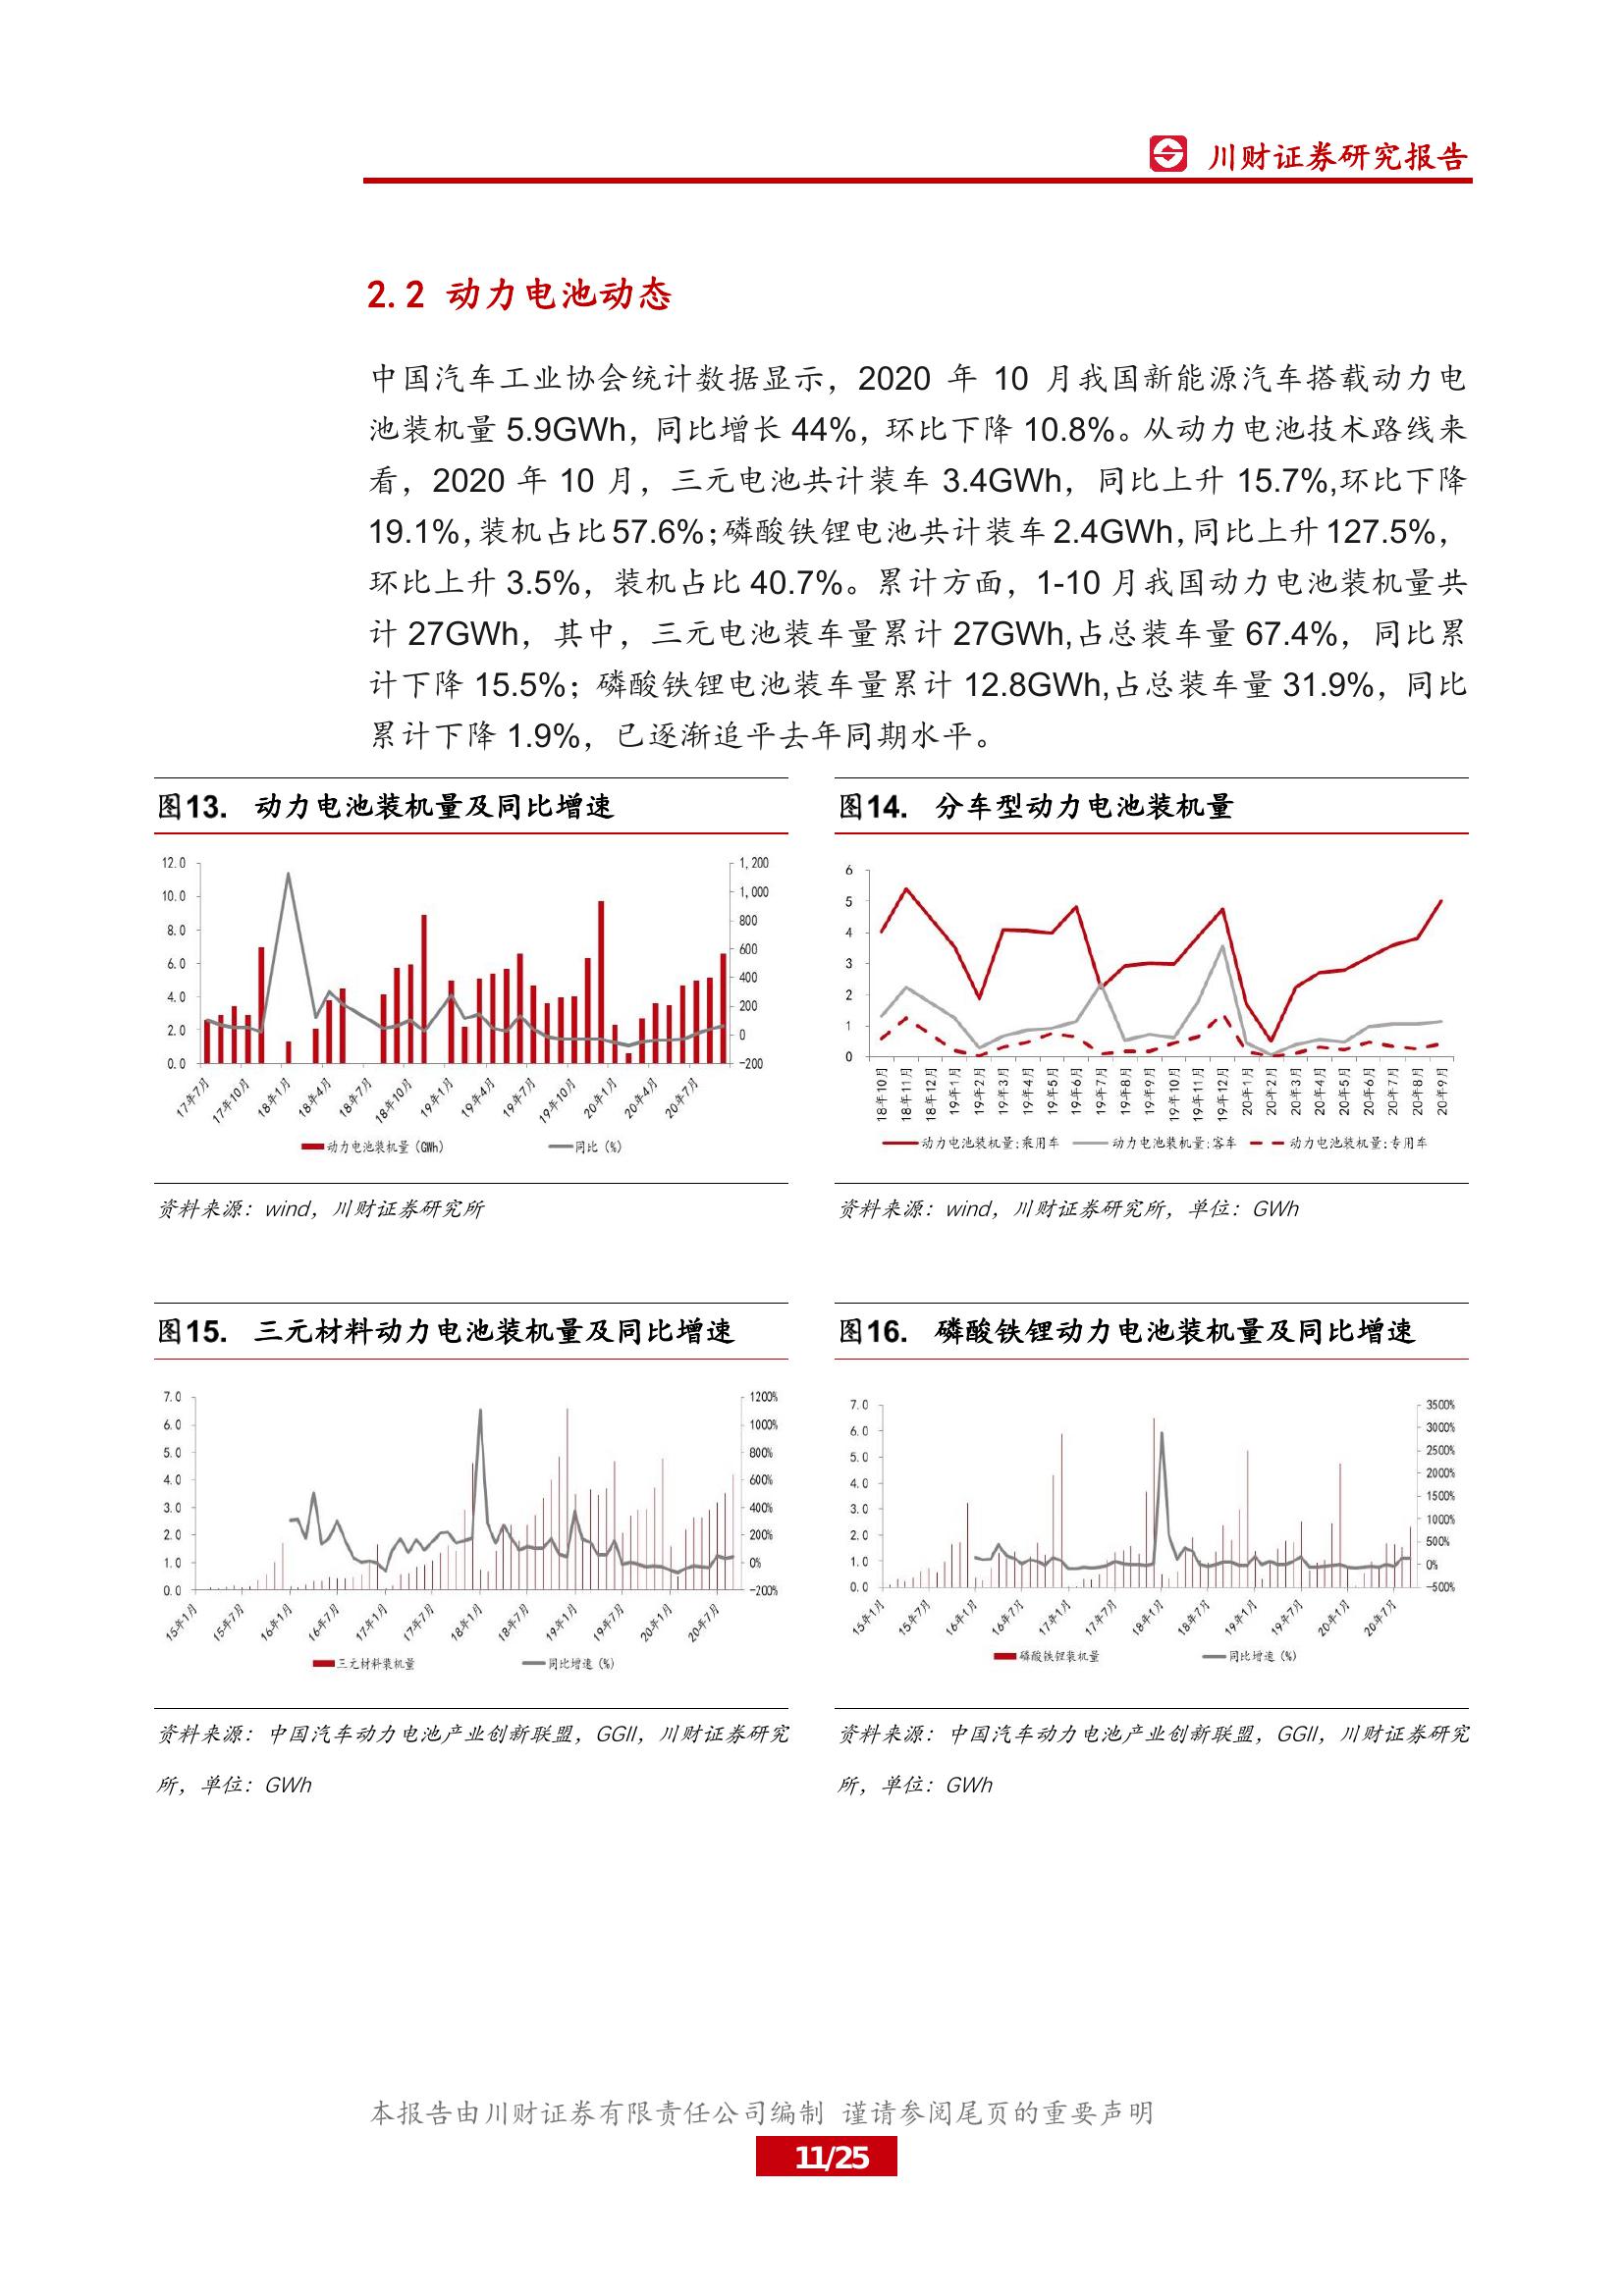 川财证券研究报告
2.2 动力电池动态
中国汽车工业协会统计数据显示，2020 年 10 月我国新能源汽车搭载动力电
池装机量 5.9GWh，同比增长 44%，环比下降 10.8%。从动力电池技术路线来
看，2020 年 10 月，三元电池共计装车 3.4GWh，同比上升 15.7%,环比下降
19.1%,装机占比 57.6%；磷酸铁锂电池共计装车 2.4GWh,同比上升 127.5%，
环比上升 3.5%，装机占比 40.7%。累计方面，1-10 月我国动力电池装机量共
计 27GWh，其中，三元电池装车量累计 27GWh,占总装车量 67.4%，同比累
计下降 15.5%；磷酸铁锂电池装车量累计 12.8GWh,占总装车量 31.9%，同比
累计下降 1.9%，已逐渐追平去年同期水平。
图13. 动力电池装机量及同比增速
12.0
10.0
8.0
6.0
4.0
2.0
0.0
1,200
1,000
800
600
400
200
0
-200
17年7月
17年10月
18年1月
18年4月
18年7月
18年10月
19年1月
19年4月
19年7月
19年10月
20年1月
20年4月
20年7月
动力电池装机量（GWh）
同比（%）
资料来源：wind，川财证券研究所
图14. 分车型动力电池装机量
6
5
4
3
2
1
0
18年10月
18年11月
18年12月
19年1月
19年2月
19年3月
19年4月
19年5月
19年6月
19年7月
19年8月
19年9月
19年10月
19年11月
19年12月
20年1月
20年2月
20年3月
20年4月
20年5月
20年6月
20年7月
20年8月
20年9月
动力电池装机量:乘用车
动力电池装机量:客车
动力电池装机量:专用车
资料来源：wind，川财证券研究所，单位：GWh
图15. 三元材料动力电池装机量及同比增速
7.0
6.0
5.0
4.0
3.0
2.0
1.0
0.0
1200%
1000%
800%
600%
400%
200%
0%
-200%
15年1月
15年7月
16年1月
16年7月
17年1月
17年7月
18年1月
18年7月
19年1月
19年7月
20年1月
20年7月
三元材料装机量
同比增速（%）
资料来源：中国汽车动力电池产业创新联盟，GGII，川财证券研究
所，单位：GWh
图16. 磷酸铁锂动力电池装机量及同比增速
7.0
6.0
5.0
4.0
3.0
2.0
1.0
0.0
3500%
3000%
2500%
2000%
1500%
1000%
500%
0%
-500%
15年1月
15年7月
16年1月
16年7月
17年1月
17年7月
18年1月
18年7月
19年1月
19年7月
20年1月
20年7月
磷酸铁锂装机量
同比增速（%）
资料来源：中国汽车动力电池产业创新联盟，GGII，川财证券研究
所，单位：GWh
本报告由川财证券有限责任公司编制 谨请参阅尾页的重要声明
11/25